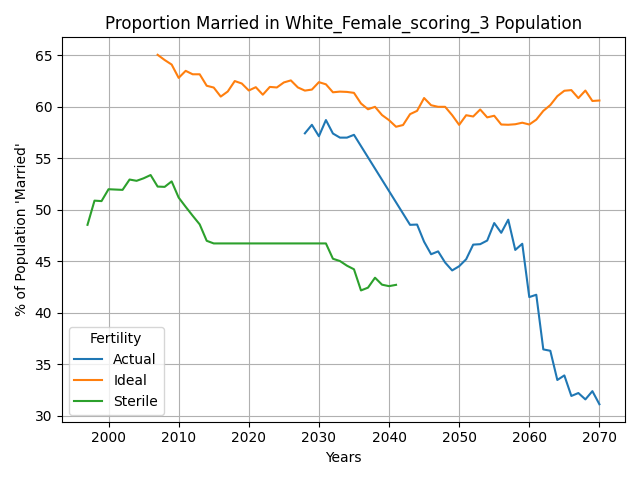 Proportion Married in White_Female_scoring_3 Population
% of Population 'Married'
65
60
55
50
45
40
35
30
Fertility
Actual
Ideal
Sterile
2000 2010 2020 2030 2040 2050 2060 2070
Years